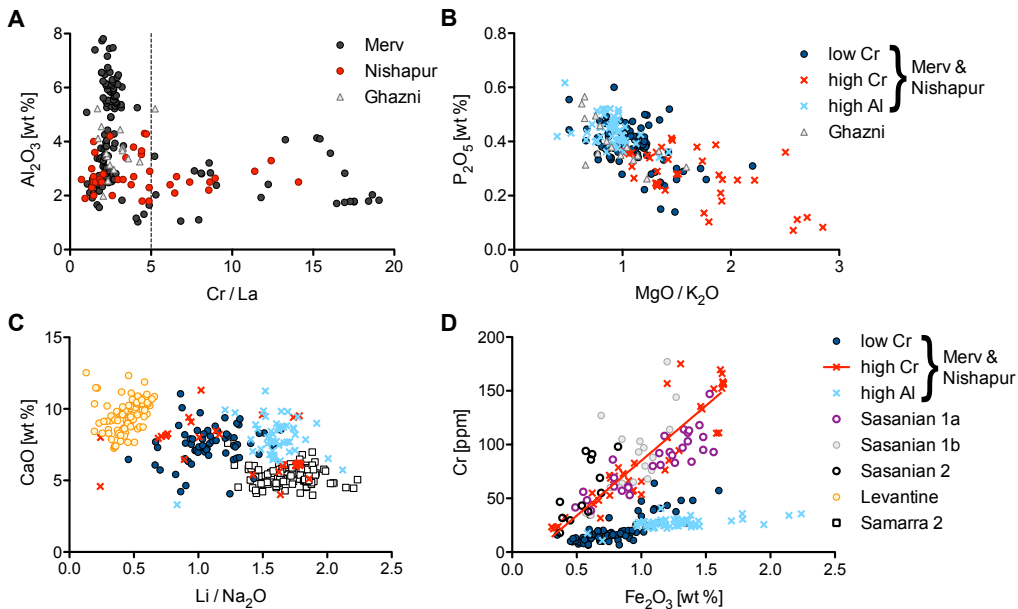 A
Al2O3 [wt %]
8
6
4
2
0
0
5
10
15
20
Cr / La
Merv
Nishapur
Ghazni
B
P2O5 [wt %]
0.8
0.6
0.4
0.2
0.0
0
1
2
3
MgO / K2O
low Cr
high Cr
high Al
Merv &
Nishapur
Ghazni
C
CaO [wt %]
15
10
5
0
0.0
0.5
1.0
1.5
2.0
2.5
Li / Na2O
D
Cr [ppm]
200
150
100
50
0
0.0
0.5
1.0
1.5
2.0
2.5
Fe2O3 [wt %]
low Cr
high Cr
high Al
Merv &
Nishapur
Sasanian 1a
Sasanian 1b
Sasanian 2
Levantine
Samarra 2